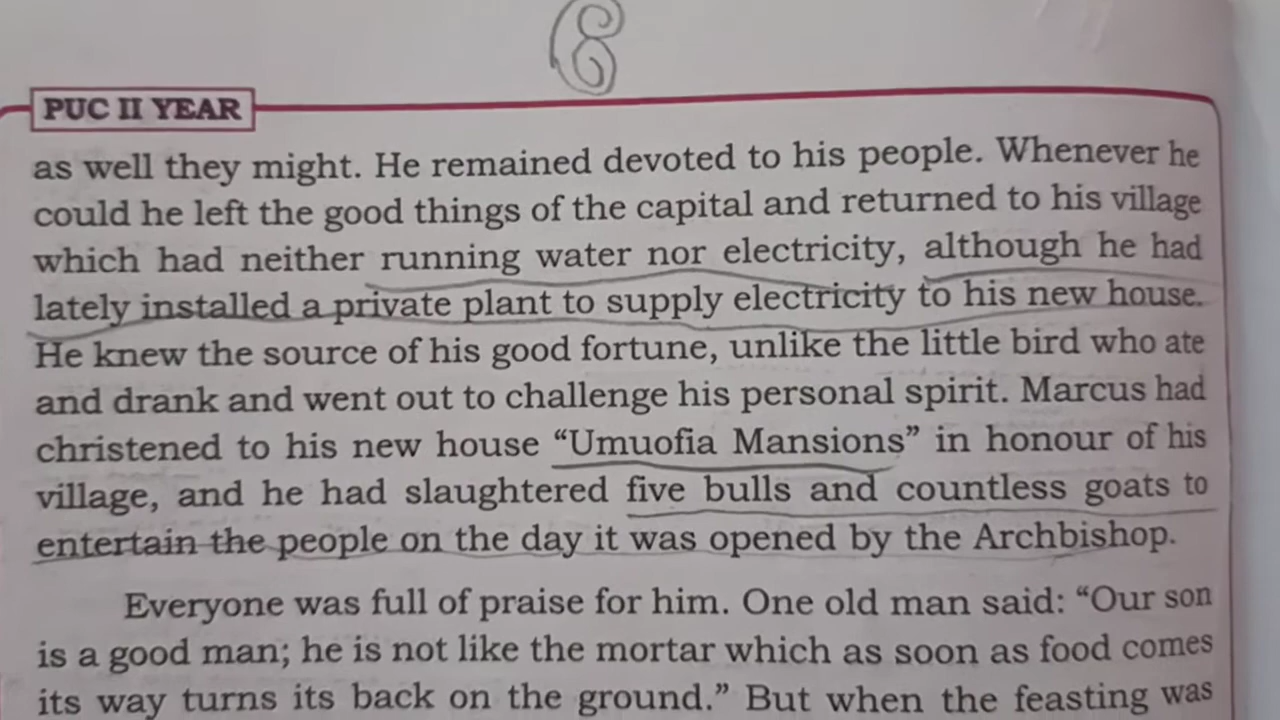 PUC II YEAR
as well they might. He remained devoted to his people. Whenever he
could he left the good things of the capital and returned to his village
which had neither running water nor electricity, although he had
lately installed a private plant to supply electricity to his new house.
He knew the source of his good fortune, unlike the little bird who ate
and drank and went out to challenge his personal spirit. Marcus had
christened to his new house “Umuofia Mansions” in honour of his
village, and he had slaughtered five bulls and countless goats to
entertain the people on the day it was opened by the Archbishop.
Everyone was full of praise for him. One old man said: “Our son
is a good man; he is not like the mortar which as soon as food comes
its way turns its back on the ground.” But when the feasting was